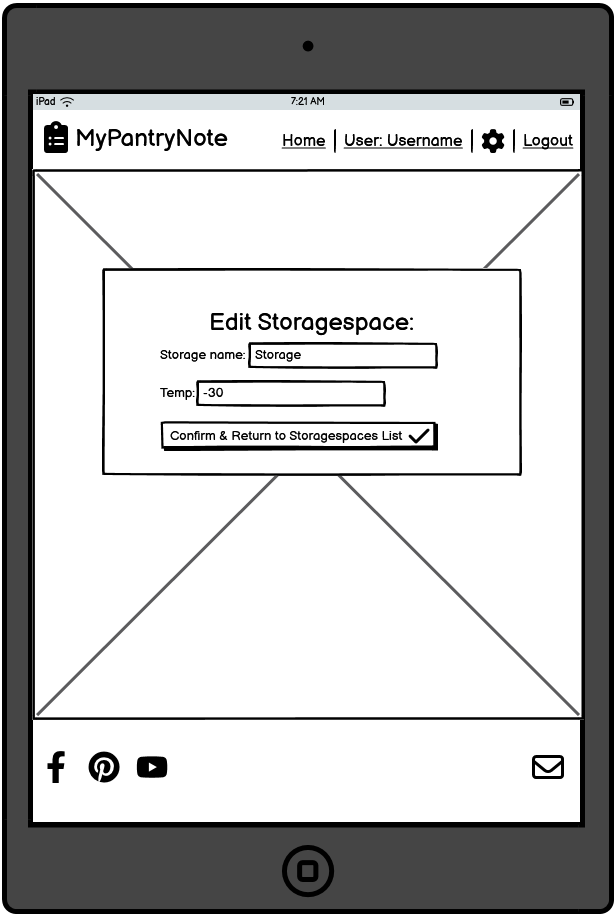 iPad 7:21 AM
MyPantryNote Home User: Username Logout
Edit Storagespace:
Storage name: Storage
Temp: -30
Confirm & Return to Storagespaces List